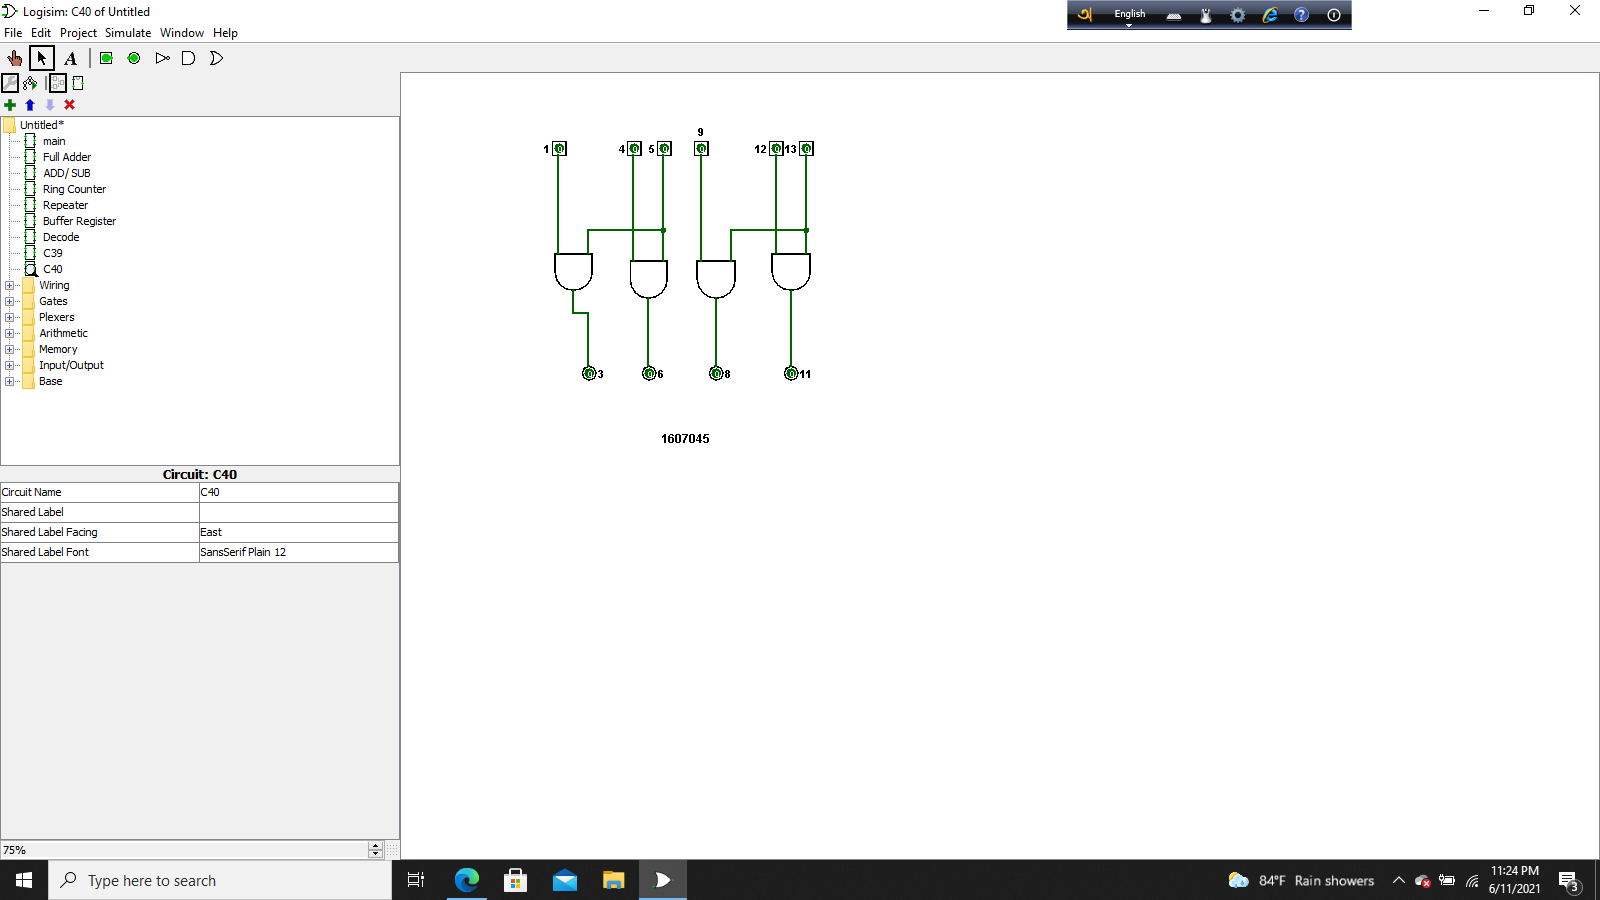 Logisim: C40 of Untitled
English
File Edit Project Simulate Window Help
A
Untitled*
main
Full Adder
ADD/ SUB
Ring Counter
Repeater
Buffer Register
Decode
C39
C40
Wiring
Gates
Plexers
Arithmetic
Memory
Input/Output
Base
Circuit: C40
Circuit Name C40
Shared Label
Shared Label Facing East
Shared Label Font SansSerif Plain 12
75%
9
1 0 4 0 5 0 0 12 0 13 0
0 3 0 6 0 8 0 11
1607045
Type here to search
84°F Rain showers
11:24 PM
6/11/2021
3